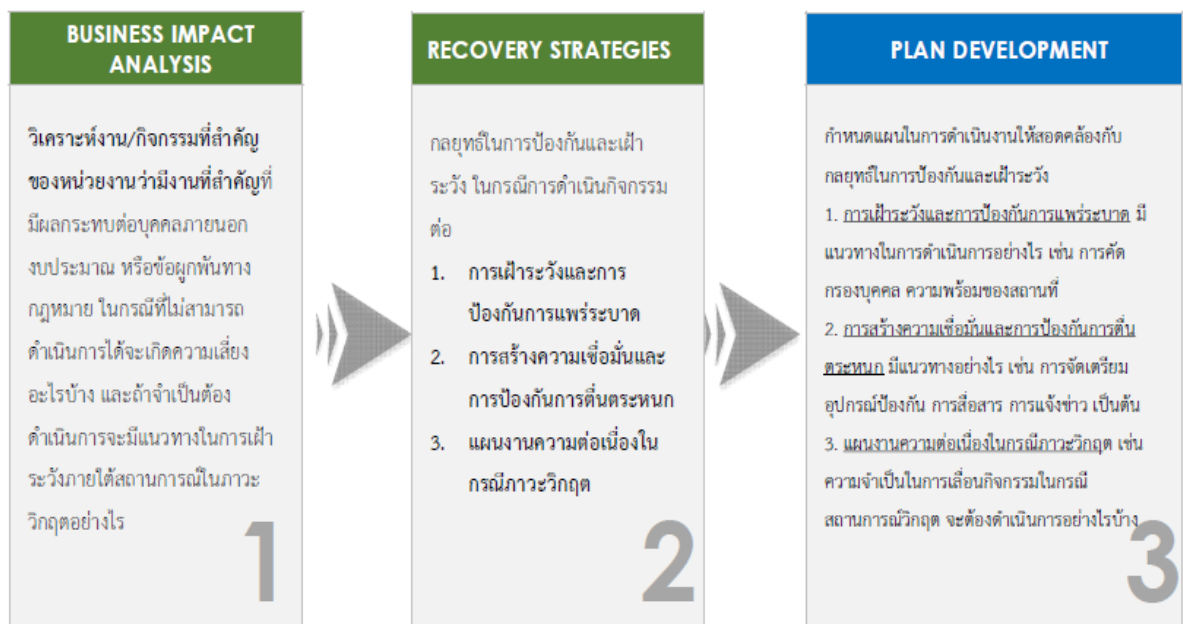 BUSINESS IMPACT
ANALYSIS
วิเคราะห์งาน/กิจกรรมที่สำคัญ
ของหน่วยงานว่ามีงานที่สำคัญที่
มีผลกระทบต่อบุคคลภายนอก
งบประมาณ หรือข้อผูกพันทาง
กฎหมาย ในกรณีที่ไม่สามารถ
ดำเนินการได้จะเกิดความเสี่ยง
อะไรบ้าง และถ้าจำเป็นต้อง
ดำเนินการจะมีแนวทางในการเฝ้า
ระวังภายใต้สถานการณ์ในภาวะ
วิกฤตอย่างไร
1
RECOVERY STRATEGIES
กลยุทธ์ในการป้องกันและเฝ้า
ระวัง ในกรณีการดำเนินกิจกรรม
ต่อ
1. การเฝ้าระวังและการ
ป้องกันการแพร่ระบาด
2. การสร้างความเชื่อมั่นและ
การป้องกันการตื่นตระหนก
3. แผนงานความต่อเนื่องใน
กรณีภาวะวิกฤต
2
PLAN DEVELOPMENT
กำหนดแผนในการดำเนินงานให้สอดคล้องกับ
กลยุทธ์ในการป้องกันและเฝ้าระวัง
1. การเฝ้าระวังและการป้องกันการแพร่ระบาด มี
แนวทางในการดำเนินการอย่างไร เช่น การคัด
กรองบุคคล ความพร้อมของสถานที่
2. การสร้างความเชื่อมั่นและการป้องกันการตื่น
ตระหนก มีแนวทางอย่างไร เช่น การจัดเตรียม
อุปกรณ์ป้องกัน การสื่อสาร การแจ้งข่าว เป็นต้น
3. แผนงานความต่อเนื่องในกรณีภาวะวิกฤต เช่น
ความจำเป็นในการเลื่อนกิจกรรมในกรณี
สถานการณ์วิกฤต จะต้องดำเนินการอย่างไรบ้าง
3